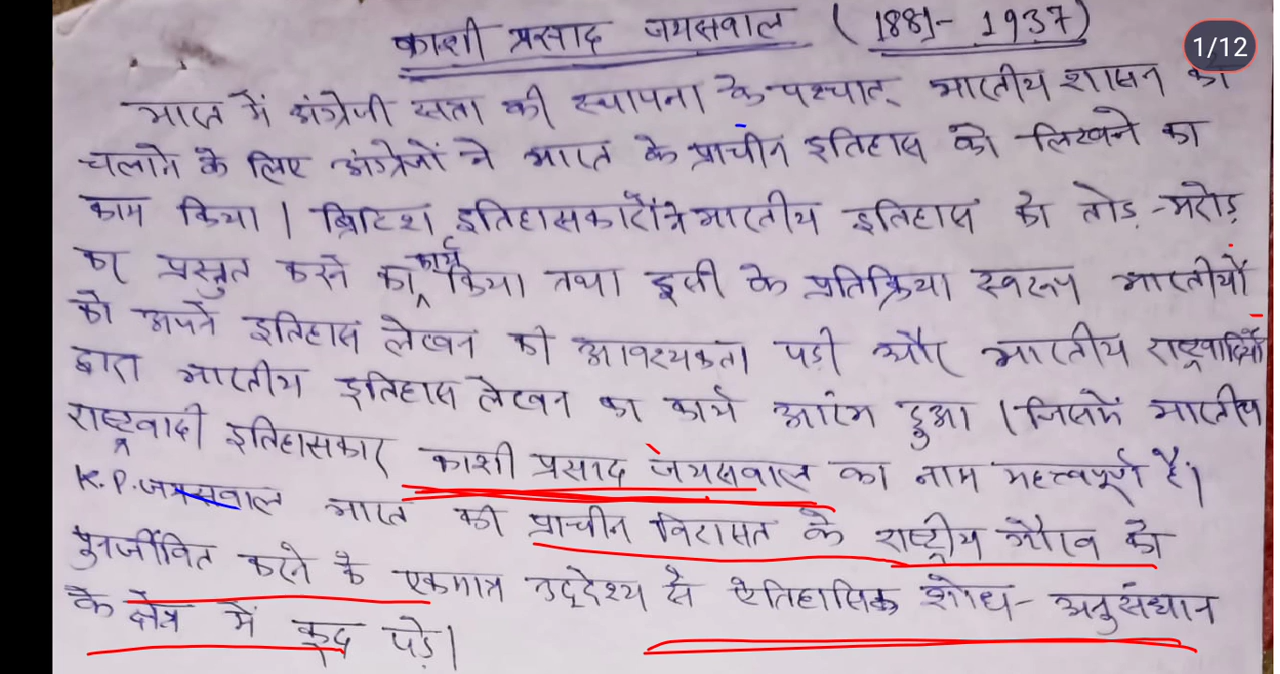 काशी प्रसाद जयसवाल (1881- 1937)
1/12
भारत में अंग्रेजी सत्ता की स्थापना के पश्चात् भारतीय शासन को
चलाने के लिए अंग्रेजों ने भारत के प्राचीन इतिहास को लिखने का
काम किया। ब्रिटिश इतिहासकारों ने भारतीय इतिहास को तोड़-मरोड़
कर प्रस्तुत करने का कार्य किया तथा इसी के प्रतिक्रिया स्वरूप भारतीयों
को अपने इतिहास लेखन की आवश्यकता पड़ी और भारतीय राष्ट्रवादियों
द्वारा भारतीय इतिहास लेखन का कार्य आरंभ हुआ। जिसमें भारतीय
राष्ट्रवादी इतिहासकार काशी प्रसाद जयसवाल का नाम महत्वपूर्ण है।
K.P. जयसवाल भारत की प्राचीन विरासत के राष्ट्रीय गौरव को
पुनर्जीवित करने के एकमात्र उद्देश्य से ऐतिहासिक शोध-अनुसंधान
के क्षेत्र में कूद पड़े।